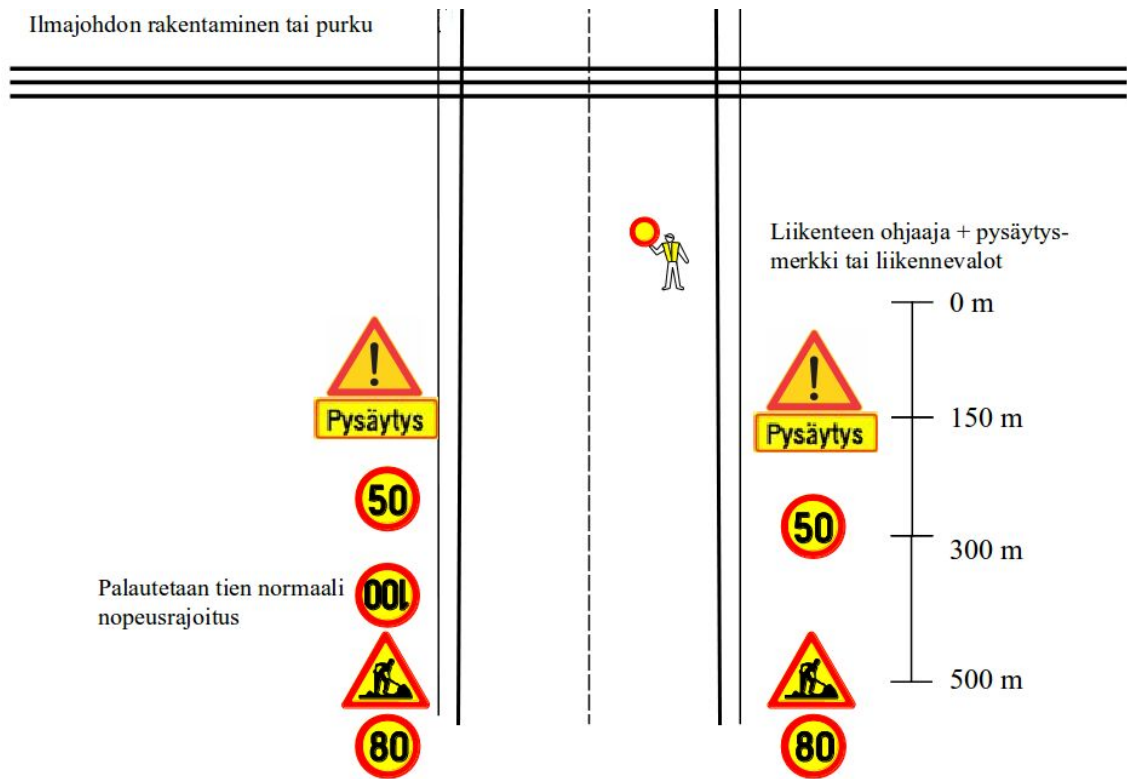 Ilmajohdon rakentaminen tai purku
Liikenteen ohjaaja + pysäytys-
merkki tai liikennevalot
0 m
Pysäytys
150 m
Pysäytys
50
50
300 m
Palautetaan tien normaali
nopeusrajoitus
100
500 m
80
80